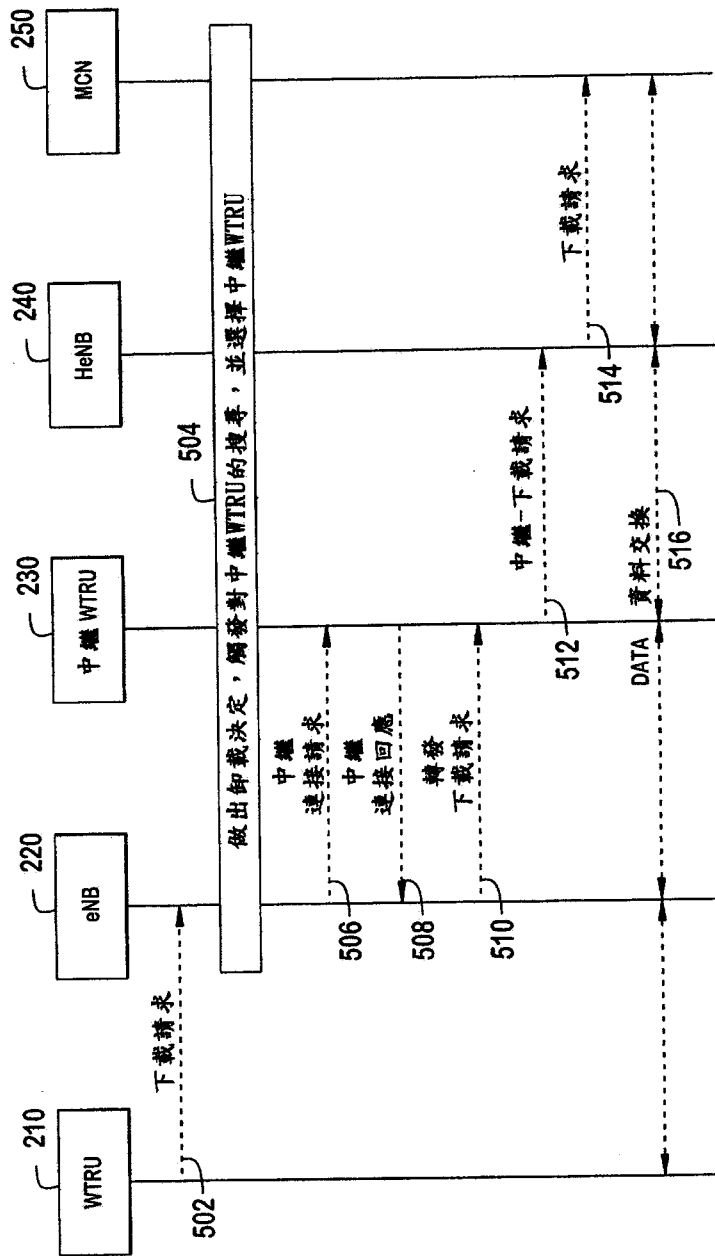 210
WTRU
220
eNB
230
中繼WTRU
240
HeNB
250
MCN
下載請求
502
504
做出卸載決定，觸發對中繼WTRU的搜尋，並選擇中繼WTRU
中繼
連接請求
506
中繼
連接回應
508
轉發
下載請求
510
中繼-下載請求
512
下載請求
514
DATA
資料交換
516